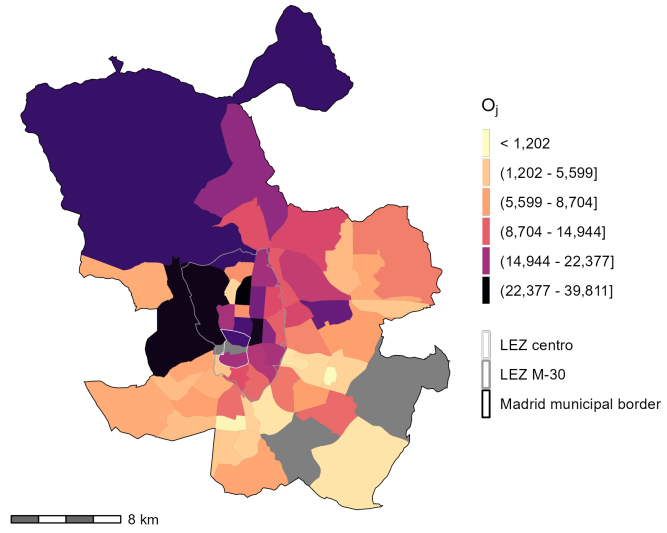 Oj
< 1,202
(1,202 - 5,599]
(5,599 - 8,704]
(8,704 - 14,944]
(14,944 - 22,377]
(22,377 - 39,811]
LEZ centro
LEZ M-30
Madrid municipal border
8 km